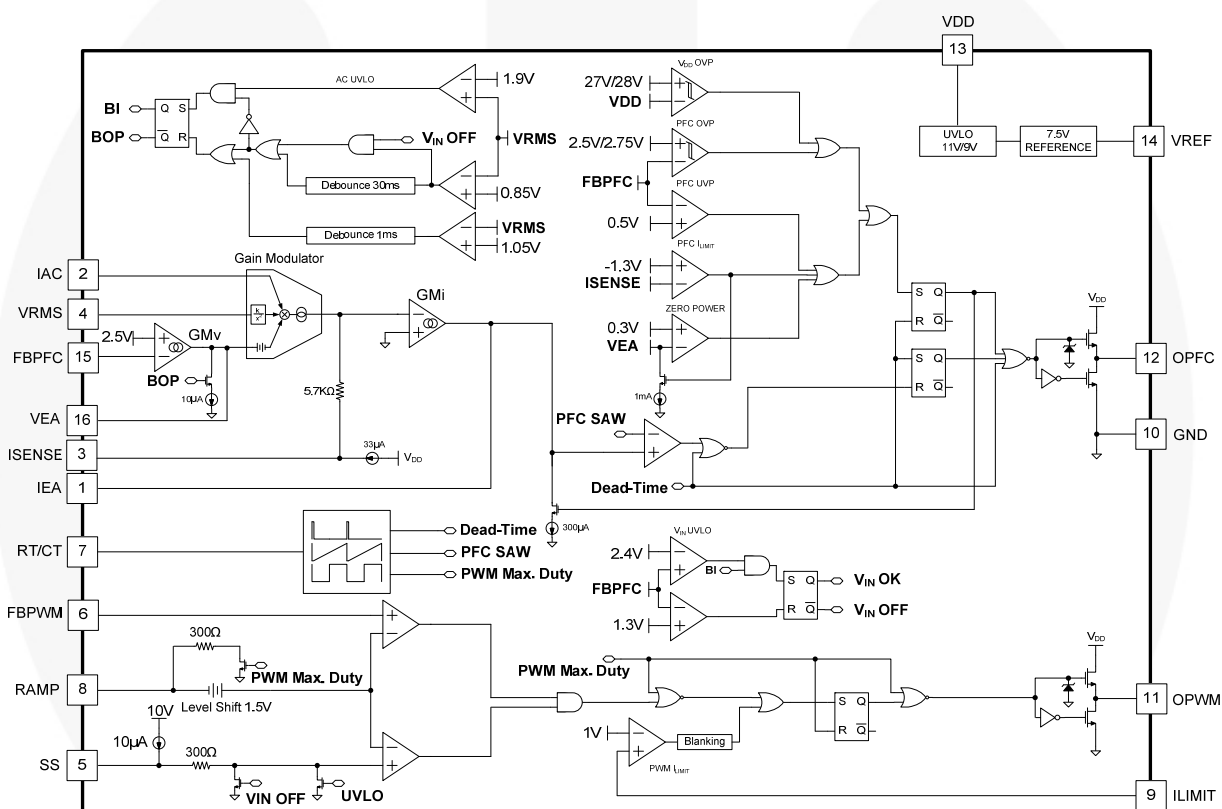 VDD
13
UVLO
11V/9V
7.5V
REFERENCE
14
VREF
AC UVLO
1.9V
BI
BOP
Q
S
Q
R
VIN OFF
VRMS
Debounce 30ms
0.85V
Debounce 1ms
VRMS
1.05V
VDD OVP
27V/28V
VDD
PFC OVP
2.5V/2.75V
FBPFC
PFC UVP
0.5V
PFC ILIMIT
-1.3V
ISENSE
ZERO POWER
0.3V
VEA
1mA
S
Q
R
Q
S
Q
R
Q
VDD
12
OPFC
10
GND
IAC
2
VRMS
4
FBPFC
15
VEA
16
ISENSE
3
IEA
1
Gain Modulator
K
X²
2.5V
GMv
BOP
10µA
GMi
5.7KΩ
33µA
VDD
PFC SAW
Dead-Time
300µA
RT/CT
7
Dead-Time
PFC SAW
PWM Max. Duty
VIN UVLO
2.4V
BI
FBPFC
1.3V
S
Q
R
Q
VIN OK
VIN OFF
FBPWM
6
300Ω
PWM Max. Duty
RAMP
8
Level Shift 1.5V
10V
10µA
300Ω
SS
5
VIN OFF
UVLO
PWM Max. Duty
1V
Blanking
PWM ILIMIT
S
Q
R
Q
VDD
11
OPWM
9
ILIMIT